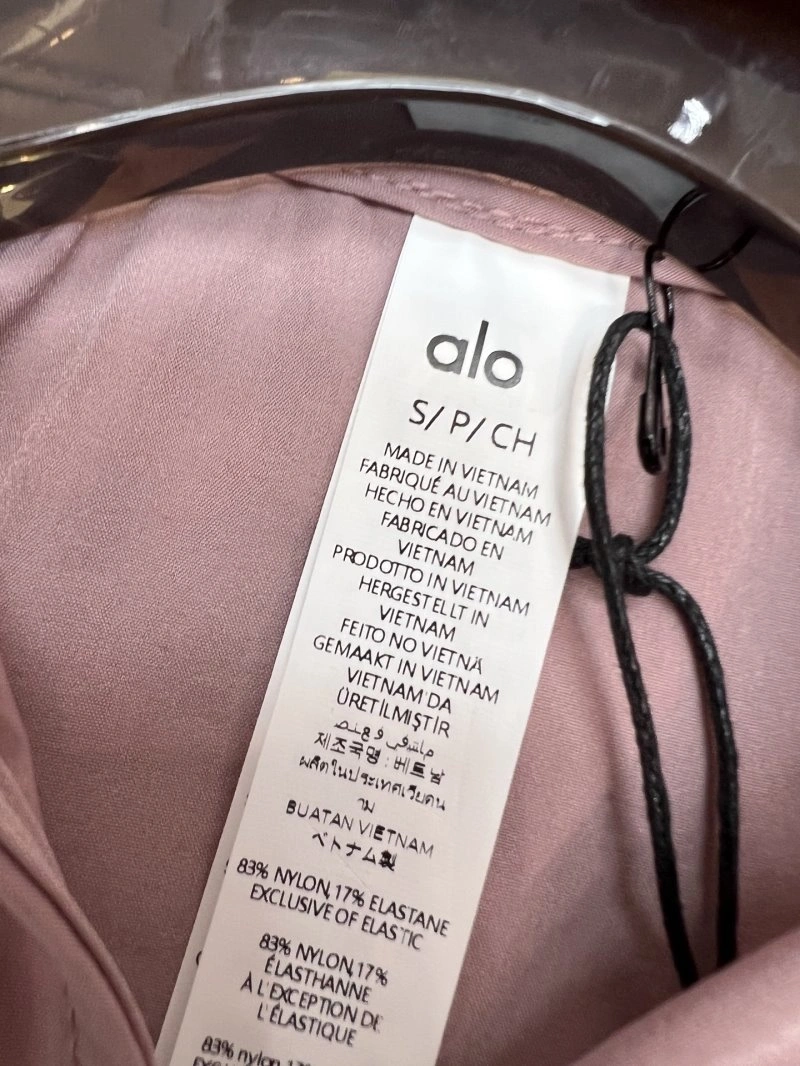 alo
S/ P/ CH
MADE IN VIETNAM
FABRIQUÉ AU VIETNAM
HECHO EN VIETNAM
FABRICADO EN
VIETNAM
PRODOTTO IN VIETNAM
HERGESTELLT IN
VIETNAM
FEITO NO VIETNÃ
GEMAAKT IN VIETNAM
VIETNAM'DA
ÜRETİLMİŞTİR
제조국명 : 베트남
ผลิตในประเทศเวียดน
าม
BUATAN VIETNAM
ベトナム製
83% NYLON, 17% ELASTANE
EXCLUSIVE OF ELASTIC
83% NYLON, 17%
ÉLASTHANNE
À L'EXCEPTION DE
L'ÉLASTIQUE
83% nylon,